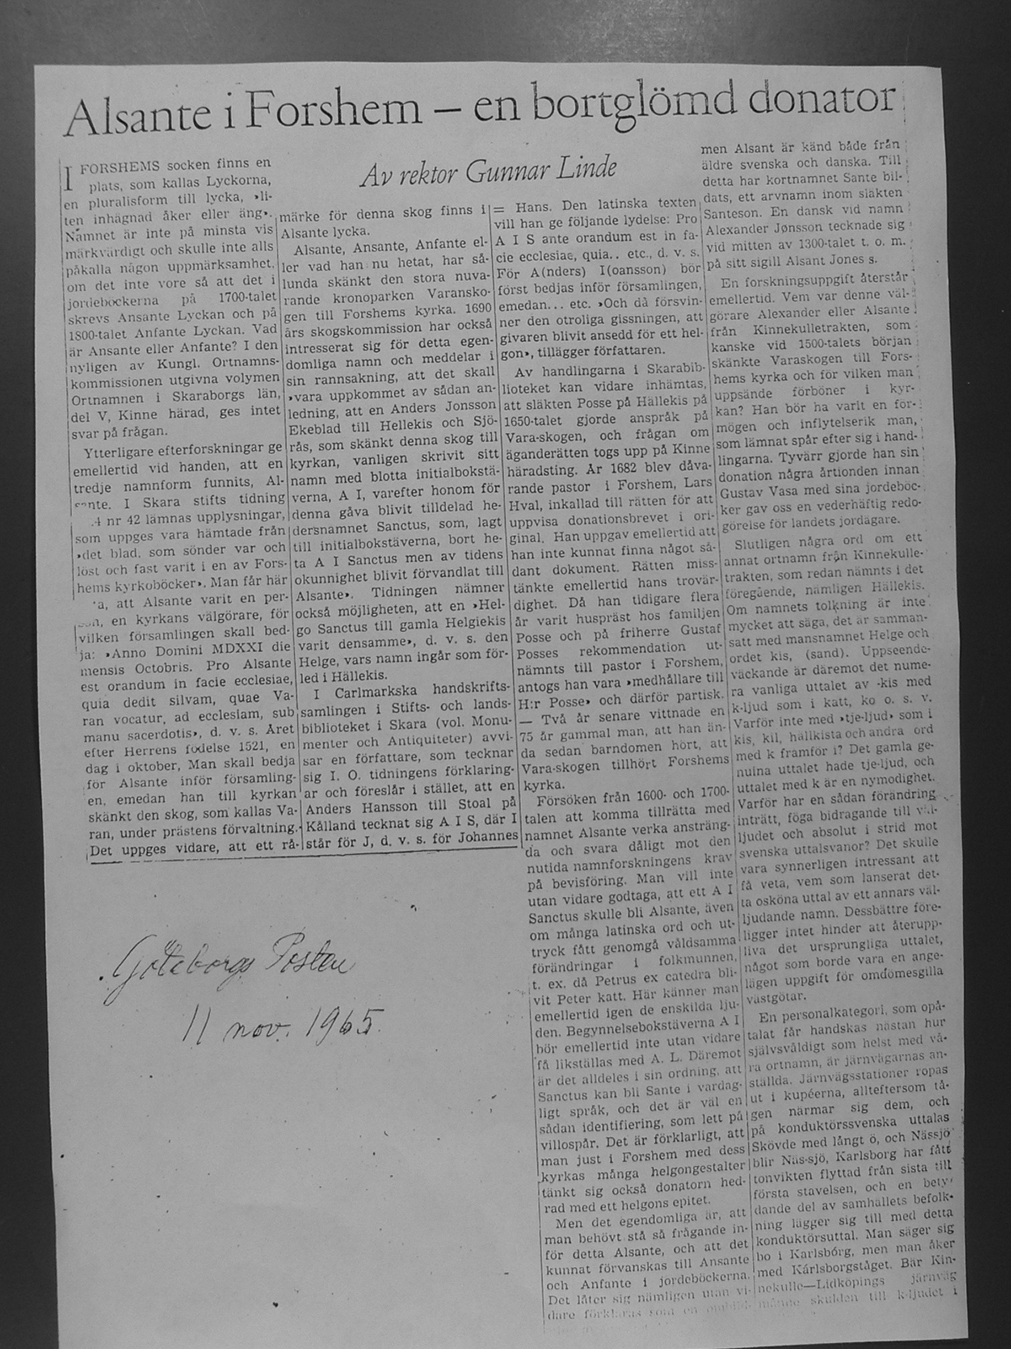 Alsante i Forshem – en bortglömd donator
Av rektor Gunnar Linde
I FORSHEMS socken finns en
plats, som kallas Lyckorna,
en pluralisform till lycka, »li-
ten inhägnad åker eller äng».
Namnet är inte på minsta vis
märkvärdigt och skulle inte alls
påkalla någon uppmärksamhet,
om det inte vore så att det i
jordeböckerna på 1700-talet
skrevs Ansante Lyckan och på
1800-talet Anfante Lyckan. Vad
är Ansante eller Anfante? I den
nyligen av Kungl. Ortnamns-
kommissionen utgivna volymen
Ortnamnen i Skaraborgs län,
del V, Kinne härad, ges intet
svar på frågan.
Ytterligare efterforskningar ge
emellertid vid handen, att en
tredje namnform funnits, Al-
sante. I Skara stifts tidning
nr 42 lämnas upplysningar,
som uppges vara hämtade från
»det blad, som sönder var och
löst och fast varit i en av Fors-
hems kyrkoböcker». Man får här
att Alsante varit en per-
en kyrkans välgörare, för
vilken församlingen skall bed-
ja: »Anno Domini MDXXI die
mensis Octobris. Pro Alsante
est orandum in facie ecclesiae,
quia dedit silvam, quae Va-
ran vocatur, ad ecclesiam, sub
manu sacerdotis», d. v. s. Året
efter Herrens födelse 1521, en
dag i oktober, Man skall bedja
för Alsante inför församling-
en, emedan han till kyrkan
skänkt den skog, som kallas Va-
ran, under prästens förvaltning.
Det uppges vidare, att ett rå-
märke för denna skog finns i
Alsante lycka.
Alsante, Ansante, Anfante el-
ler vad han nu hetat, har så-
lunda skänkt den stora nuva-
rande kronoparken Varansko-
gen till Forshems kyrka. 1690
års skogskommission har också
intresserat sig för detta egen-
domliga namn och meddelar i
sin rannsakning, att det skall
»vara uppkommet av sådan an-
ledning, att en Anders Jonsson
Ekeblad till Hellekis och Sjö-
rås, som skänkt denna skog till
kyrkan, vanligen skrivit sitt
namn med blotta initialbokstä-
verna, A I, varefter honom för
denna gåva blivit tilldelad he-
dersnamnet Sanctus, som, lagt
till initialbokstäverna, bort he-
ta A I Sanctus men av tidens
okunnighet blivit förvandlat till
Alsante». Tidningen nämner
också möjligheten, att en »Hel-
go Sanctus till gamla Helgiekis
varit densamme», d. v. s. den
Helge, vars namn ingår som för-
led i Hällekis.
I Carlmarkska handskrifts-
samlingen i Stifts- och lands-
biblioteket i Skara (vol. Monu-
menter och Antiquiteter) avvi-
sar en författare, som tecknar
sig I. O. tidningens förklaring-
ar och föreslår i stället, att en
Anders Hansson till Stoal på
Kålland tecknat sig A I S, där I
står för J, d. v. s. för Johannes
= Hans. Den latinska texten
vill han ge följande lydelse: Pro
A I S ante orandum est in fa-
cie ecclesiae, quia.. etc., d. v. s.
För A(nders) I(oansson) bör
först bedjas inför församlingen,
emedan... etc. »Och då försvin-
ner den otroliga gissningen, att
givaren blivit ansedd för ett hel-
gon», tillägger författaren.
Av handlingarna i Skarabib-
lioteket kan vidare inhämtas,
att släkten Posse på Hällekis på
1650-talet gjorde anspråk på
Vara-skogen, och frågan om
äganderätten togs upp på Kinne
häradsting. År 1682 blev dåva-
rande pastor i Forshem, Lars
Hval, inkallad till rätten för att
uppvisa donationsbrevet i ori-
ginal. Han uppgav emellertid att
han inte kunnat finna något så-
dant dokument. Rätten miss-
tänkte emellertid hans trovär-
dighet. Då han tidigare flera
år varit huspräst hos familjen
Posse och på friherre Gustaf
Posses rekommendation ut-
nämnts till pastor i Forshem,
antogs han vara »medhållare till
H:r Posse» och därför partisk.
— Två år senare vittnade en
75 år gammal man, att han än-
da sedan barndomen hört, att
Vara-skogen tillhört Forshems
kyrka.
Försöken från 1600- och 1700-
talen att komma tillrätta med
namnet Alsante verka ansträng-
da och svara dåligt mot den
nutida namnforskningens krav
på bevisföring. Man vill inte
utan vidare godtaga, att ett A I
Sanctus skulle bli Alsante, även
om många latinska ord och ut-
tryck fått genomgå våldsamma
förändringar i folkmunnen,
t. ex. då Petrus ex catedra bli-
vit Peter katt. Här känner man
emellertid igen de enskilda lju-
den. Begynnelsebokstäverna A I
bör emellertid inte utan vidare
få likställas med A. L. Däremot
är det alldeles i sin ordning, att
Sanctus kan bli Sante i vardag-
ligt språk, och det är väl en
sådan identifiering, som lett på
villospår. Det är förklarligt, att
man just i Forshem med dess
kyrkas många helgongestalter
tänkt sig också donatorn hed-
rad med ett helgons epitet.
Men det egendomliga är, att
man behövt stå så frågande in-
för detta Alsante, och att det
kunnat förvanskas till Ansante
och Anfante i jordeböckerna.
Det låter sig nämligen utan vi-
dare förklaras som en
men Alsant är känd både från
äldre svenska och danska. Till
detta har kortnamnet Sante bil-
dats, ett arvnamn inom släkten
Santeson. En dansk vid namn
Alexander Jonsson tecknade sig
vid mitten av 1300-talet t. o. m.
på sitt sigill Alsant Jones s.
En forskningsuppgift återstår
emellertid. Vem var denne väl-
görare Alexander eller Alsante
från Kinnekulletrakten, som
kanske vid 1500-talets början
skänkte Varaskogen till Fors-
hems kyrka och för vilken man
uppsände förböner i kyr-
kan? Han bör ha varit en för-
mögen och inflytelserik man,
som lämnat spår efter sig i hand-
lingarna. Tyvärr gjorde han sin
donation några årtionden innan
Gustav Vasa med sina jordeböc-
ker gav oss en vederhäftig redo-
görelse för landets jordägare.
Slutligen några ord om ett
annat ortnamn från Kinnekulle-
trakten, som redan nämnts i det
föregående, nämligen Hällekis.
Om namnets tolkning är inte
mycket att säga, det är samman-
satt med mansnamnet Helge och
ordet kis, (sand). Uppseende-
väckande är däremot det nume-
ra vanliga uttalet av -kis med
k-ljud som i katt, ko o. s. v.
Varför inte med »tje-ljud» som i
kis, kil, hällkista och andra ord
med k framför i? Det gamla ge-
nuina uttalet hade tje-ljud, och
uttalet med k är en nymodighet.
Varför har en sådan förändring
inträtt, föga bidragande till väl-
ljudet och absolut i strid mot
svenska uttalsvanor? Det skulle
vara synnerligen intressant att
få veta, vem som lanserat det-
ta osköna uttal av ett annars väl-
ljudande namn. Dessbättre före-
ligger intet hinder att återupp-
liva det ursprungliga uttalet,
något som borde vara en ange-
lägen uppgift för omdömesgilla
västgötar.
En personalkategori, som opå-
talat får handskas nästan hur
självsvåldigt som helst med vå-
ra ortnamn, är järnvägarnas an-
ställda. Järnvägsstationer ropas
ut i kupéerna, allteftersom tå-
gen närmar sig dem, och
på konduktörssvenska uttalas
Skövde med långt ö, och Nässjö
blir Näs-sjö, Karlsborg har fått
tonvikten flyttad från sista till
första stavelsen, och en bety-
dande del av samhällets befolk-
ning lägger sig till med detta
konduktörsuttal. Man säger sig
bo i Karlsbórg, men man åker
med Kárlsborgståget. Bär Kin-
nekulle—Lidköpings järnväg
månne skulden till k-ljudet i
Göteborgs Posten
11 nov. 1965.